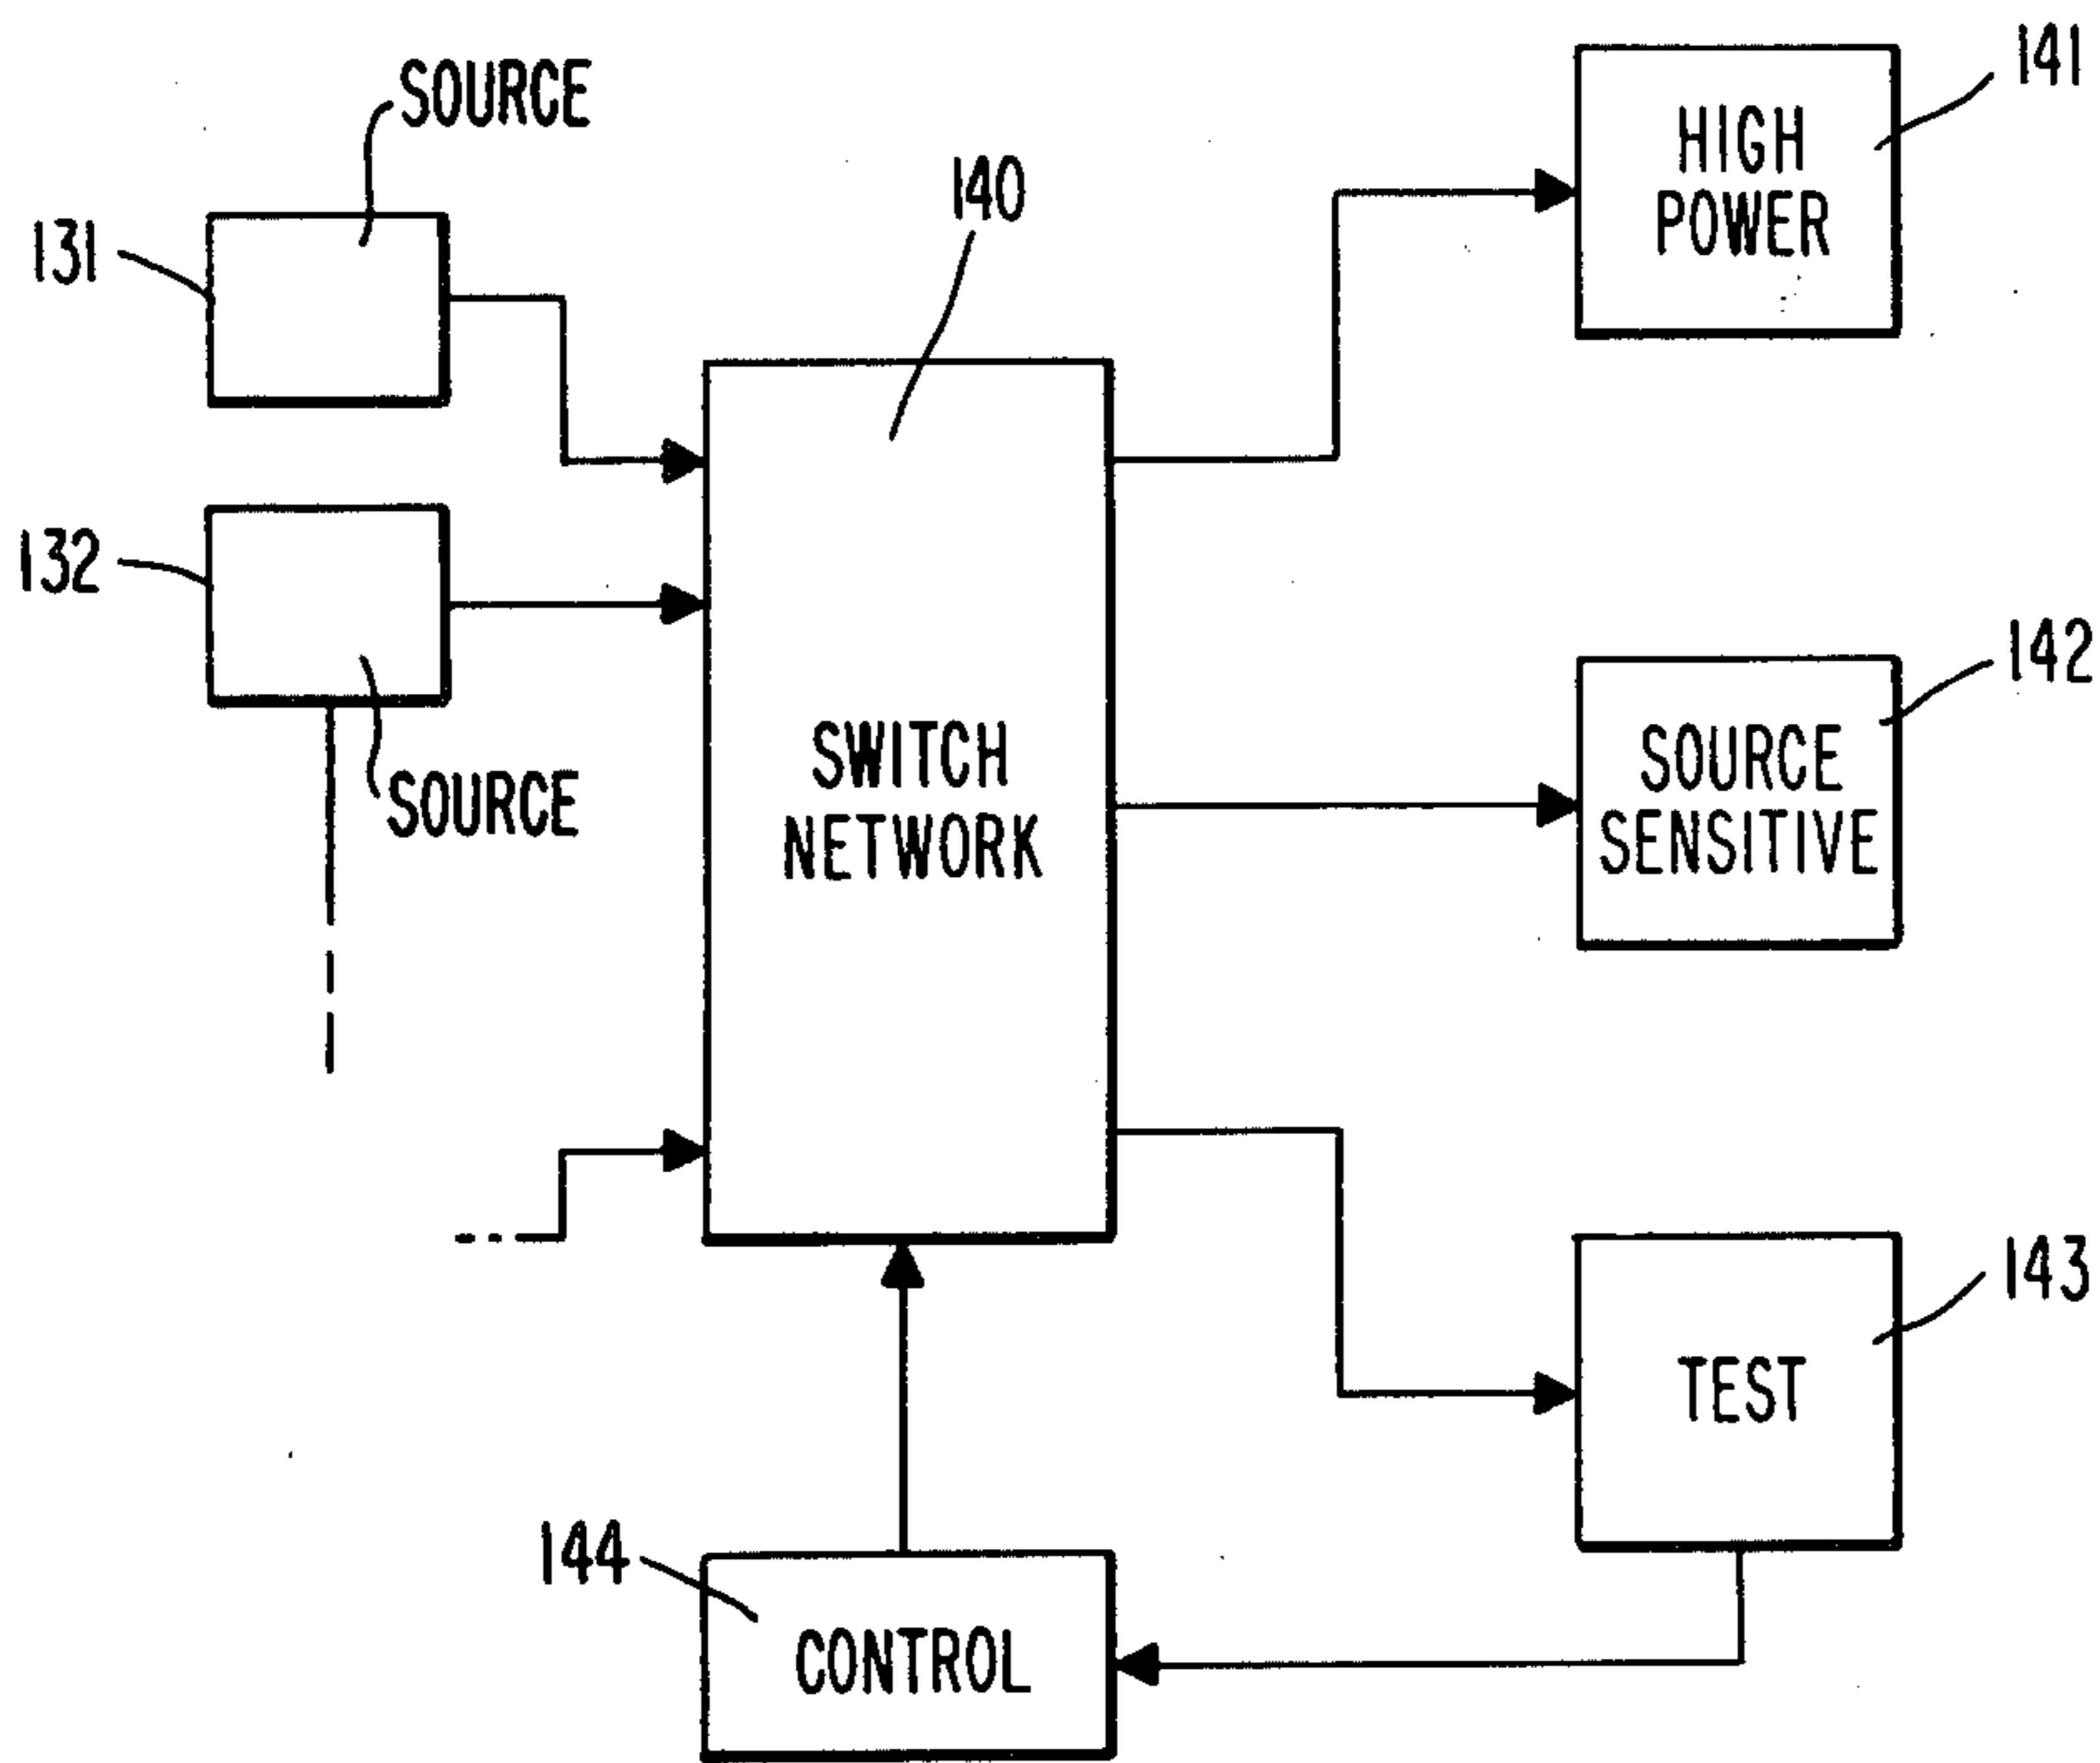 SOURCE
131
140
HIGH
POWER
141
132
SOURCE
SWITCH
NETWORK
142
SOURCE
SENSITIVE
143
TEST
144
CONTROL